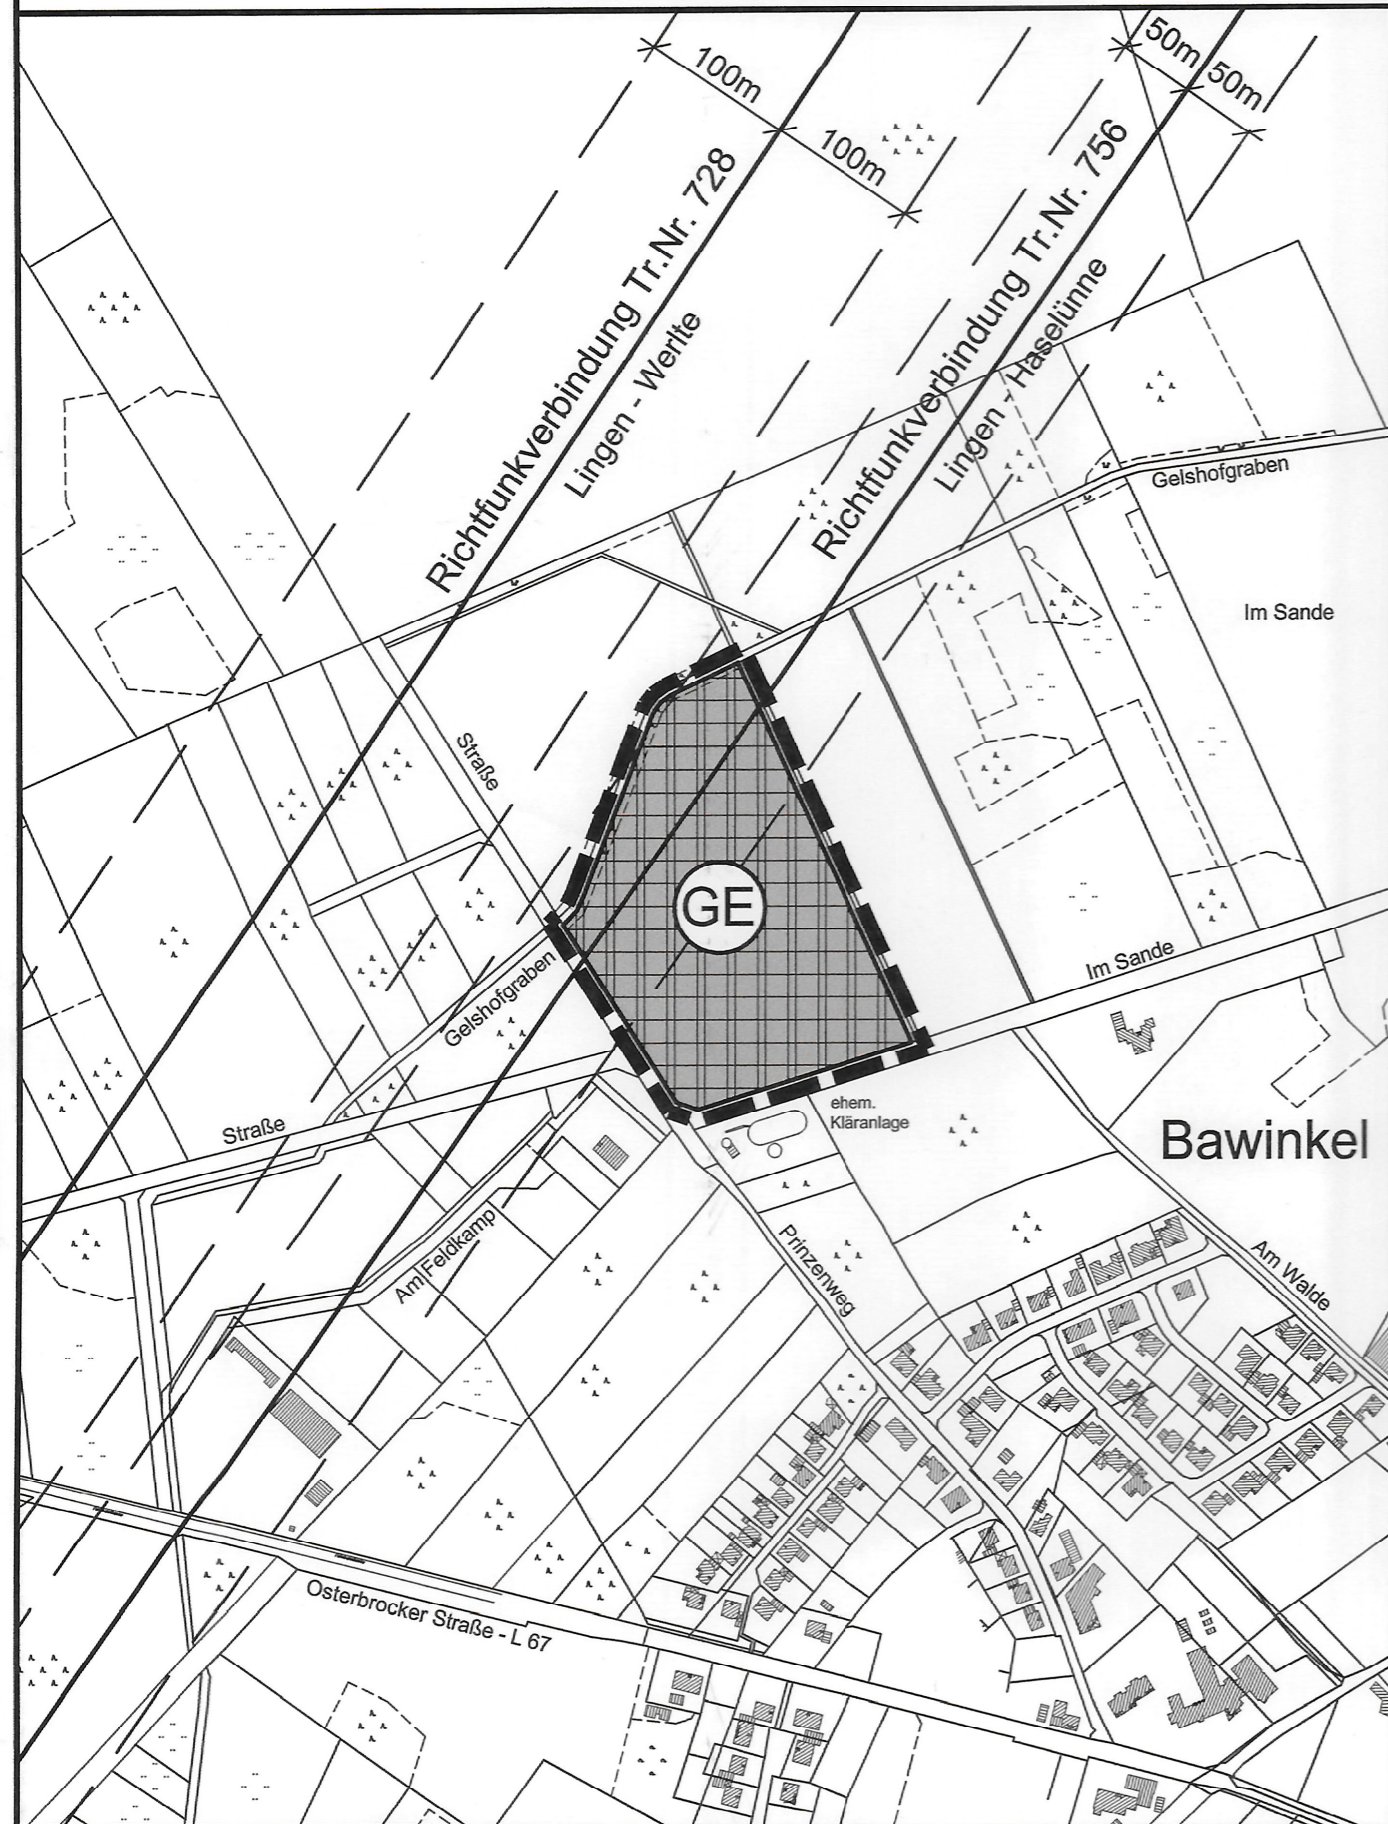 50m
50m
100m
100m
Richtfunkverbindung Tr.Nr. 728
Lingen - Werlte
Richtfunkverbindung Tr.Nr. 756
Lingen - Haselünne
Gelshofgraben
Im Sande
Straße
GE
Gelshofgraben
Im Sande
Straße
ehem.
Kläranlage
Bawinkel
Am Feldkamp
Prinzenweg
Am Walde
Osterbrocker Straße - L 67